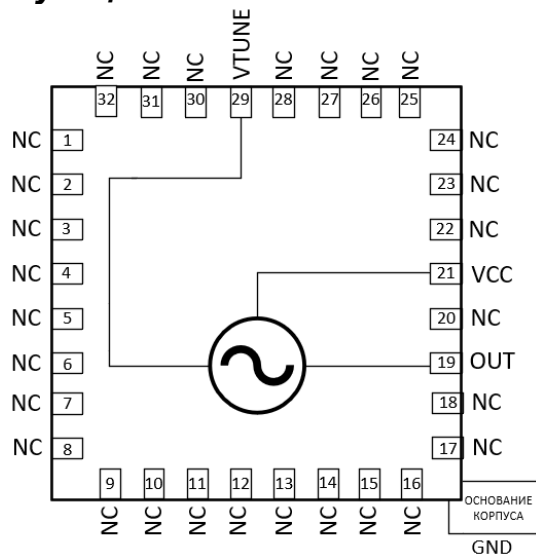 NC NC NC VTUNE NC NC NC NC
32 31 30 29 28 27 26 25
NC 1 24 NC
NC 2 23 NC
NC 3 22 NC
NC 4 21 VCC
NC 5 20 NC
NC 6 19 OUT
NC 7 18 NC
NC 8 17 NC
9 10 11 12 13 14 15 16
NC NC NC NC NC NC NC NC
ОСНОВАНИЕ
КОРПУСА
GND